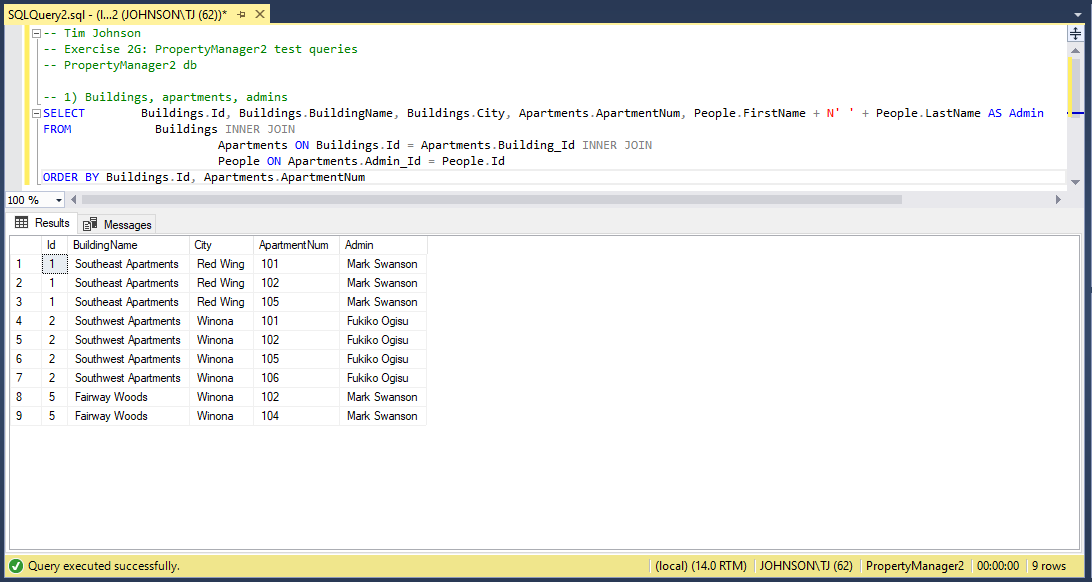 SQLQuery2.sql - (l...2 (JOHNSON\TJ (62))*
-- Tim Johnson
-- Exercise 2G: PropertyManager2 test queries
-- PropertyManager2 db
-- 1) Buildings, apartments, admins
SELECT Buildings.Id, Buildings.BuildingName, Buildings.City, Apartments.ApartmentNum, People.FirstName + N' ' + People.LastName AS Admin
FROM Buildings INNER JOIN
Apartments ON Buildings.Id = Apartments.Building_Id INNER JOIN
People ON Apartments.Admin_Id = People.Id
ORDER BY Buildings.Id, Apartments.ApartmentNum
100 %
Results Messages
Id BuildingName City ApartmentNum Admin
1 1 Southeast Apartments Red Wing 101 Mark Swanson
2 1 Southeast Apartments Red Wing 102 Mark Swanson
3 1 Southeast Apartments Red Wing 105 Mark Swanson
4 2 Southwest Apartments Winona 101 Fukiko Ogisu
5 2 Southwest Apartments Winona 102 Fukiko Ogisu
6 2 Southwest Apartments Winona 105 Fukiko Ogisu
7 2 Southwest Apartments Winona 106 Fukiko Ogisu
8 5 Fairway Woods Winona 102 Mark Swanson
9 5 Fairway Woods Winona 104 Mark Swanson
Query executed successfully. (local) (14.0 RTM) JOHNSON\TJ (62) PropertyManager2 00:00:00 9 rows